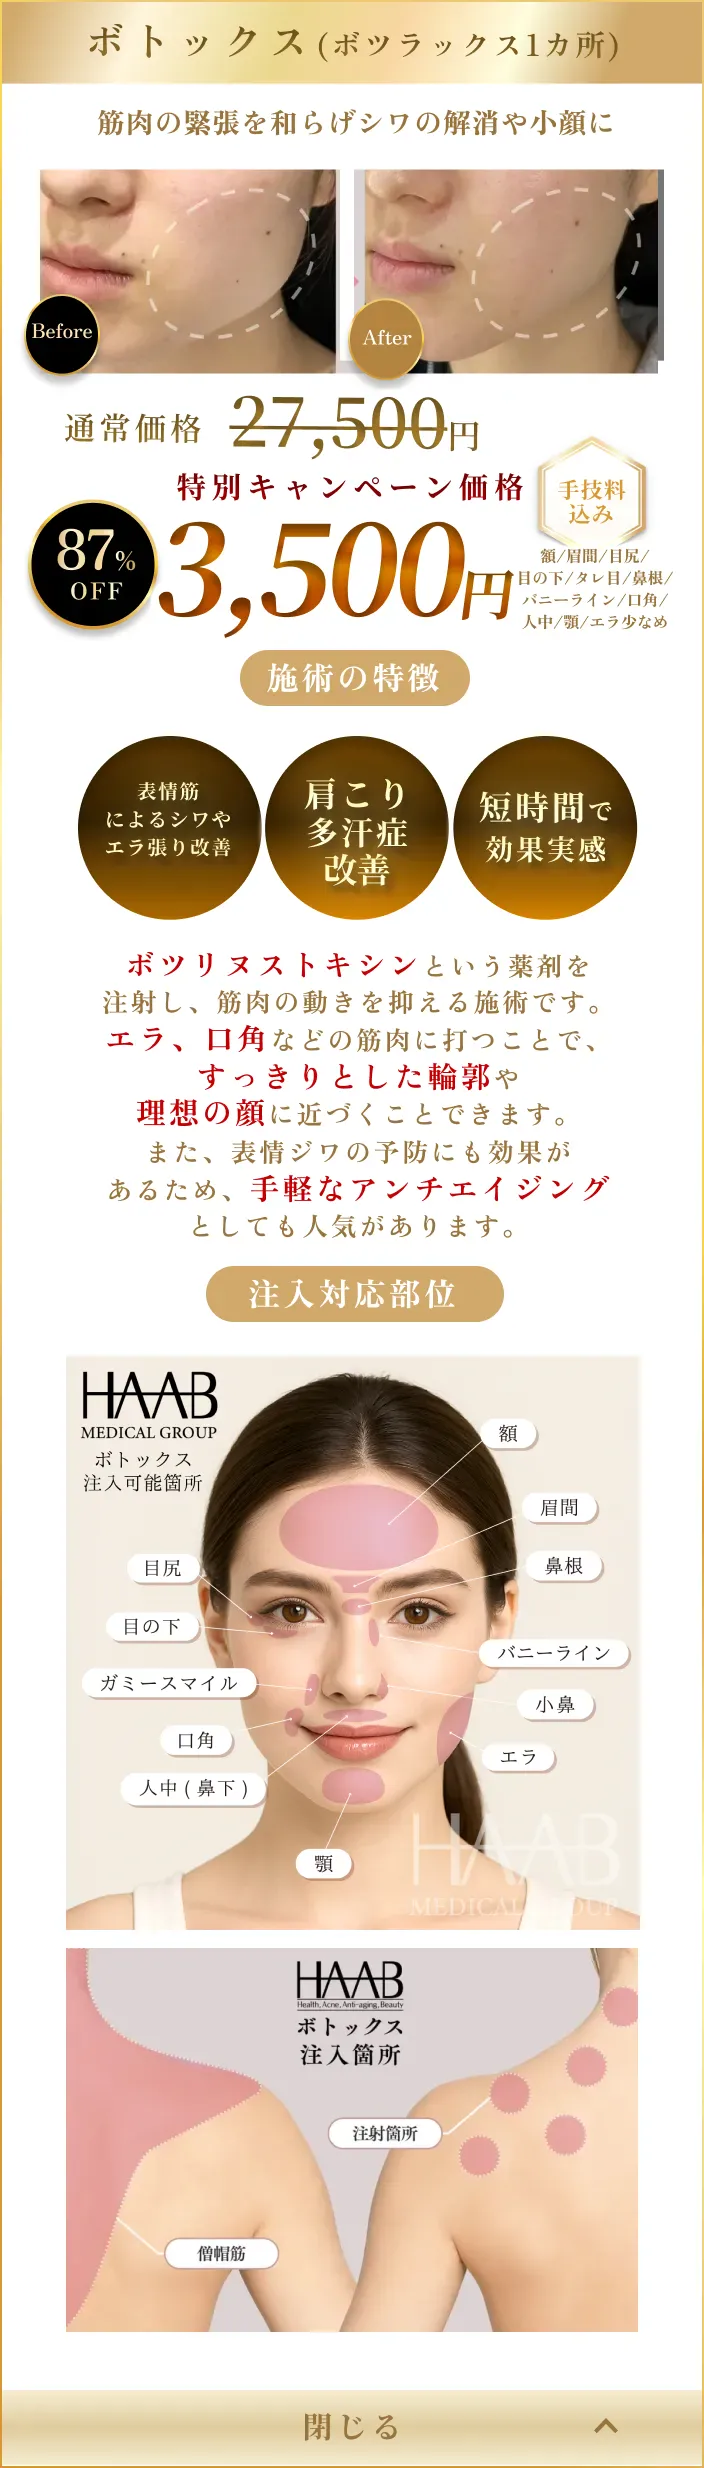 ボトックス(ボツラックス1カ所)
筋肉の緊張を和らげシワの解消や小顔に
Before
After
通常価格 27,500円
特別キャンペーン価格
87%
OFF
3,500円
手技料
込み
額/眉間/目尻/
目の下/タレ目/鼻根/
バニーライン/口角/
人中/顎/エラ少なめ
施術の特徴
表情筋
によるシワや
エラ張り改善
肩こり
多汗症
改善
短時間で
効果実感
ボツリヌストキシンという薬剤を
注射し、筋肉の動きを抑える施術です。
エラ、口角などの筋肉に打つことで、
すっきりとした輪郭や
理想の顔に近づくことできます。
また、表情ジワの予防にも効果が
あるため、手軽なアンチエイジング
としても人気があります。
注入対応部位
HAAB
MEDICAL GROUP
ボトックス
注入可能箇所
額
眉間
目尻
鼻根
目の下
バニーライン
ガミースマイル
小鼻
口角
エラ
人中(鼻下)
顎
HAAB
MEDICAL GROUP
HAAB
Health, Acne, Anti-aging, Beauty
ボトックス
注入箇所
注射箇所
僧帽筋
閉じる